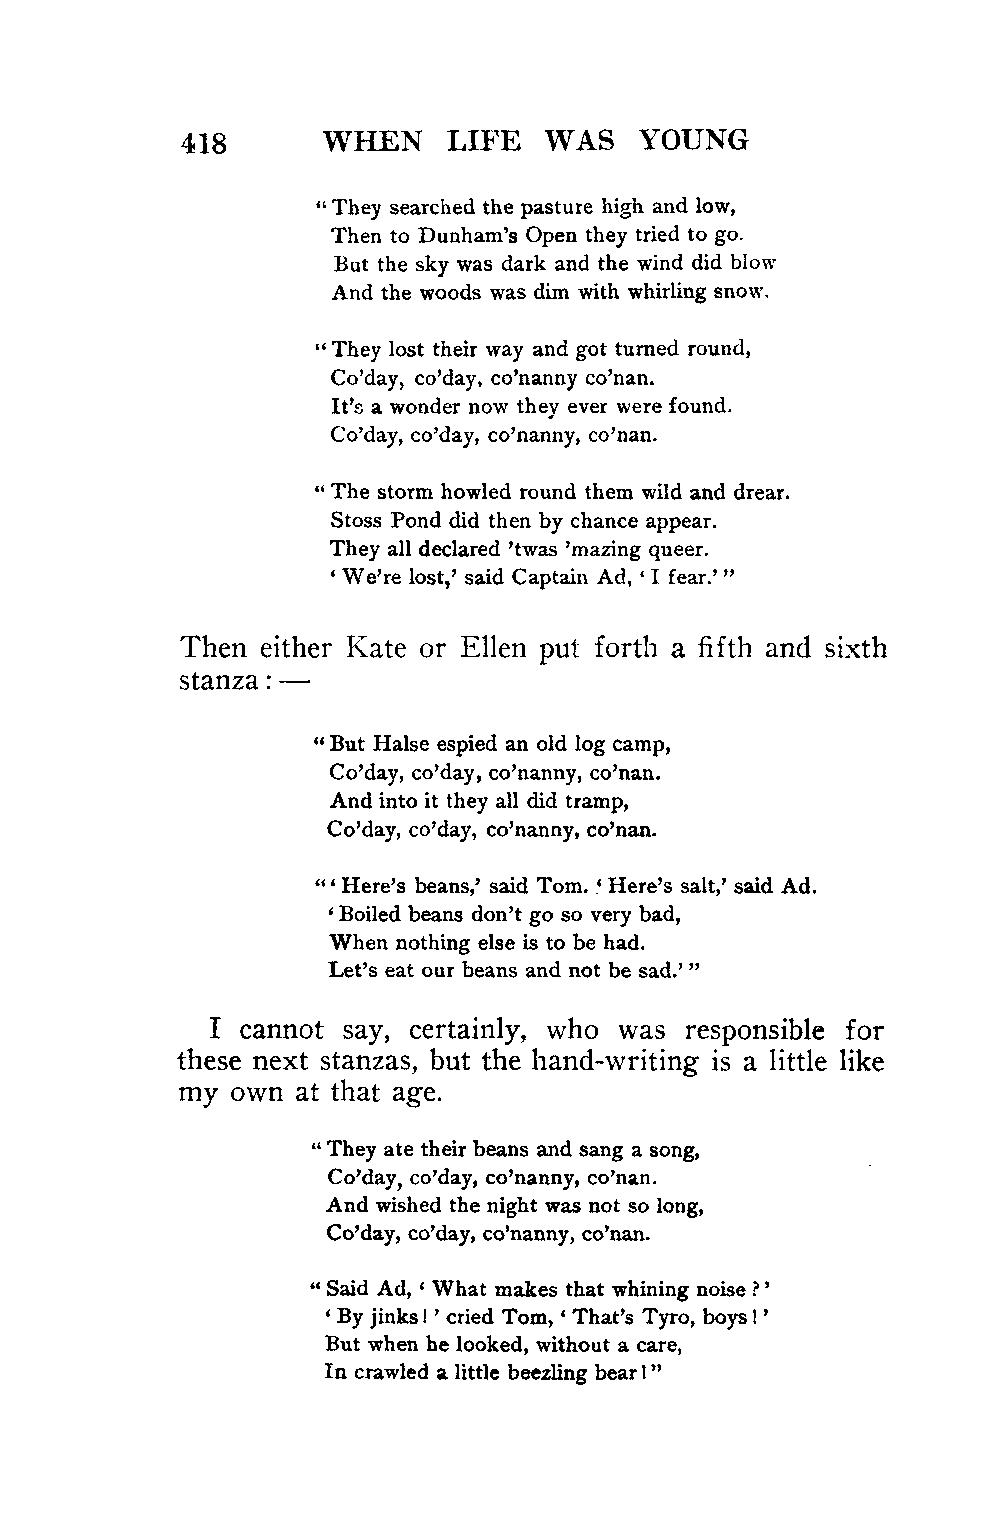 418 WHEN LIFE WAS YOUNG
“They searched the pasture high and low,
Then to Dunham’s Open they tried to go.
But the sky was dark and the wind did blow
And the woods was dim with whirling snow.
“They lost their way and got turned round,
Co’day, co’day, co’nanny co’nan.
It’s a wonder now they ever were found.
Co’day, co’day, co’nanny, co’nan.
“The storm howled round them wild and drear.
Stoss Pond did then by chance appear.
They all declared ’twas ’mazing queer.
‘We’re lost,’ said Captain Ad, ‘I fear.’”
Then either Kate or Ellen put forth a fifth and sixth
stanza: —
“But Halse espied an old log camp,
Co’day, co’day, co’nanny, co’nan.
And into it they all did tramp,
Co’day, co’day, co’nanny, co’nan.
“‘Here’s beans,’ said Tom. ‘Here’s salt,’ said Ad.
‘Boiled beans don’t go so very bad,
When nothing else is to be had.
Let’s eat our beans and not be sad.’”
I cannot say, certainly, who was responsible for
these next stanzas, but the hand-writing is a little like
my own at that age.
“They ate their beans and sang a song,
Co’day, co’day, co’nanny, co’nan.
And wished the night was not so long,
Co’day, co’day, co’nanny, co’nan.
“Said Ad, ‘What makes that whining noise?’
‘By jinks!’ cried Tom, ‘That’s Tyro, boys!’
But when he looked, without a care,
In crawled a little beezling bear!”